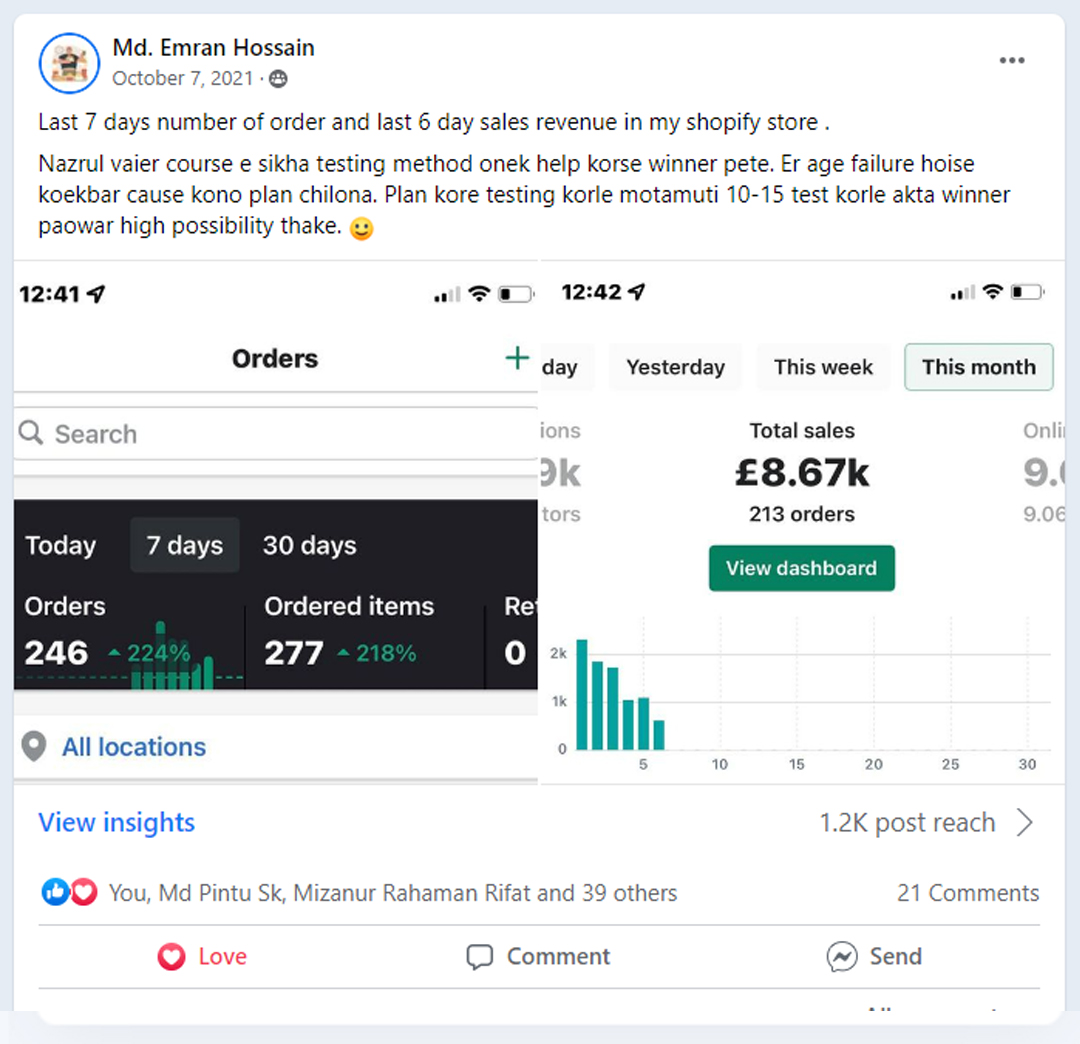 Md. Emran Hossain
October 7, 2021 ·
Last 7 days number of order and last 6 day sales revenue in my shopify store .
Nazrul vaier course e sikha testing method onek help korse winner pete. Er age failure hoise
koekbar cause kono plan chilona. Plan kore testing korle motamuti 10-15 test korle akta winner
paowar high possibility thake. 🙂
12:41
Orders
+
Search
Today 7 days 30 days
Orders Ordered items Ret
246 224% 277 218% 0
All locations
12:42
day Yesterday This week This month
ions Total sales Onli
9k £8.67k 9.0
tors 213 orders 9.06
View dashboard
2k
1k
0
5 10 15 20 25 30
View insights 1.2K post reach
You, Md Pintu Sk, Mizanur Rahaman Rifat and 39 others 21 Comments
Love Comment Send